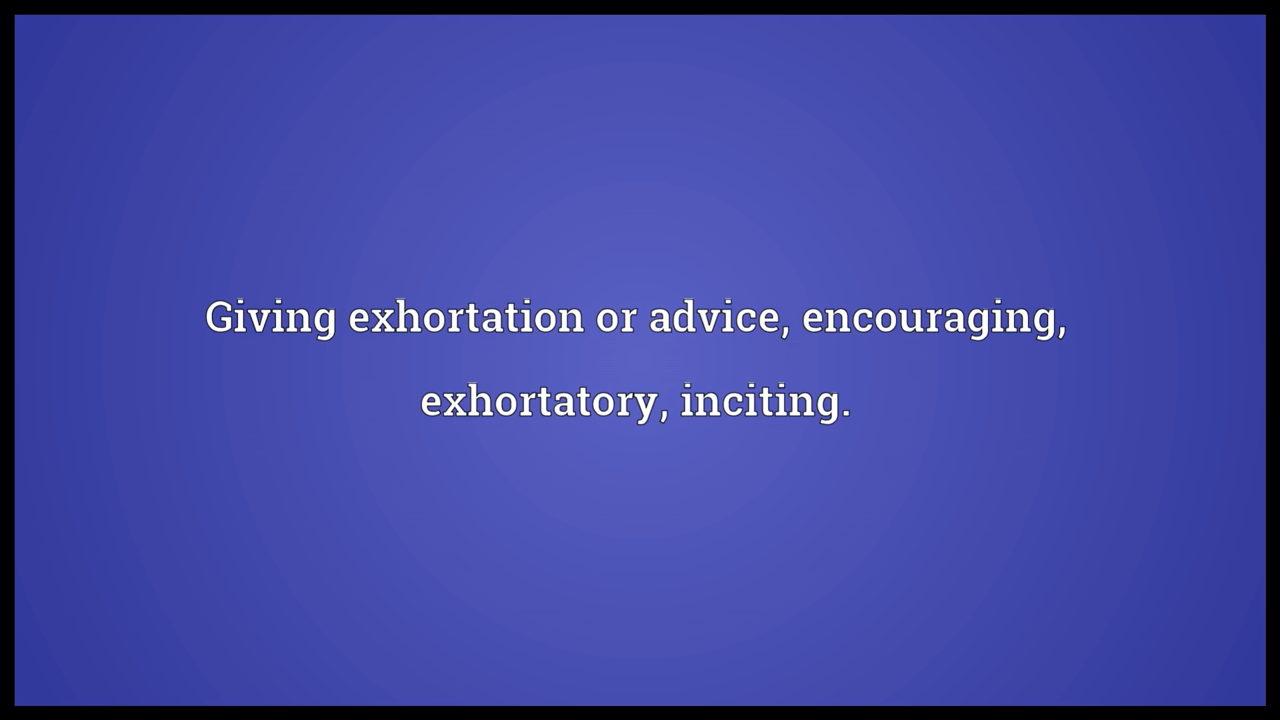 Giving exhortation or advice, encouraging,
exhortatory, inciting.